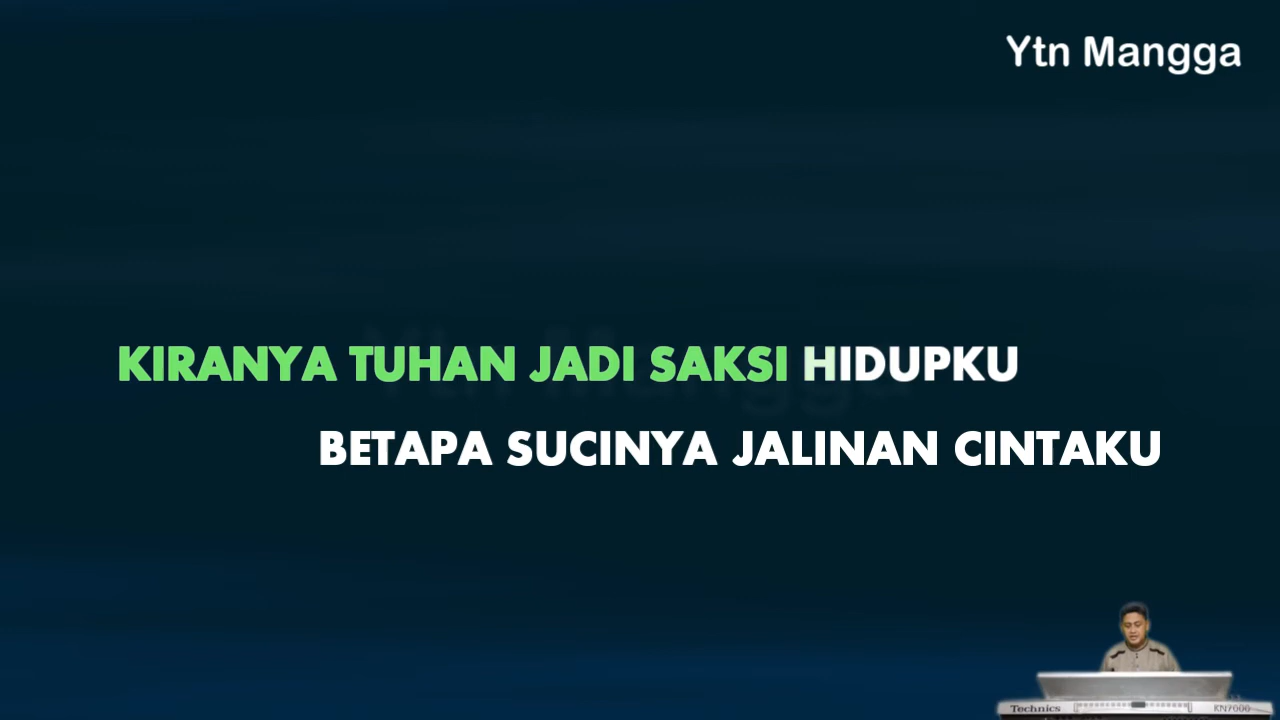 Ytn Mangga
KIRANYA TUHAN JADI SAKSI HIDUPKU
BETAPA SUCINYA JALINAN CINTAKU
Technics KN7000